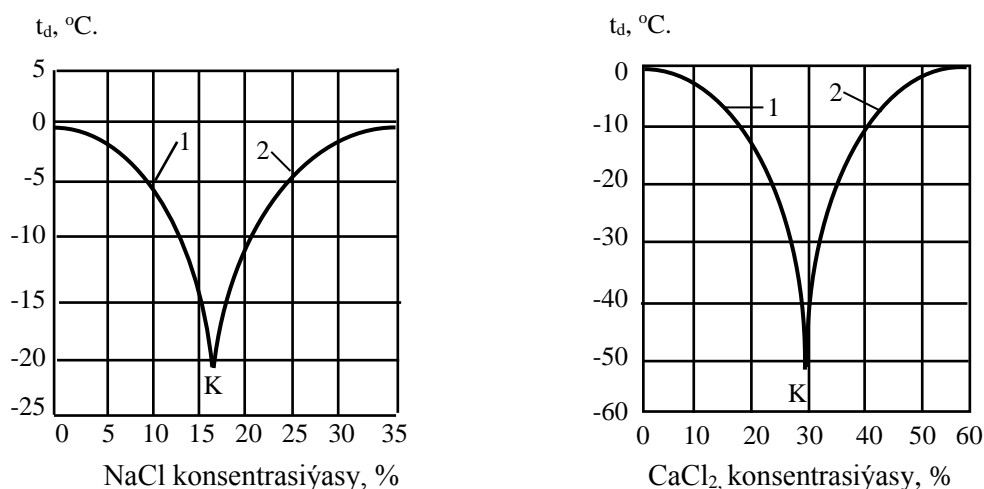 t_d, °C.
5
0
-5
-10
-15
-20
-25
1
2
K
0 5 10 15 20 25 30 35
NaCl konsentrasiýasy, %
t_d, °C.
0
-10
-20
-30
-40
-50
-60
1
2
K
0 10 20 30 40 50 60
CaCl₂, konsentrasiýasy, %